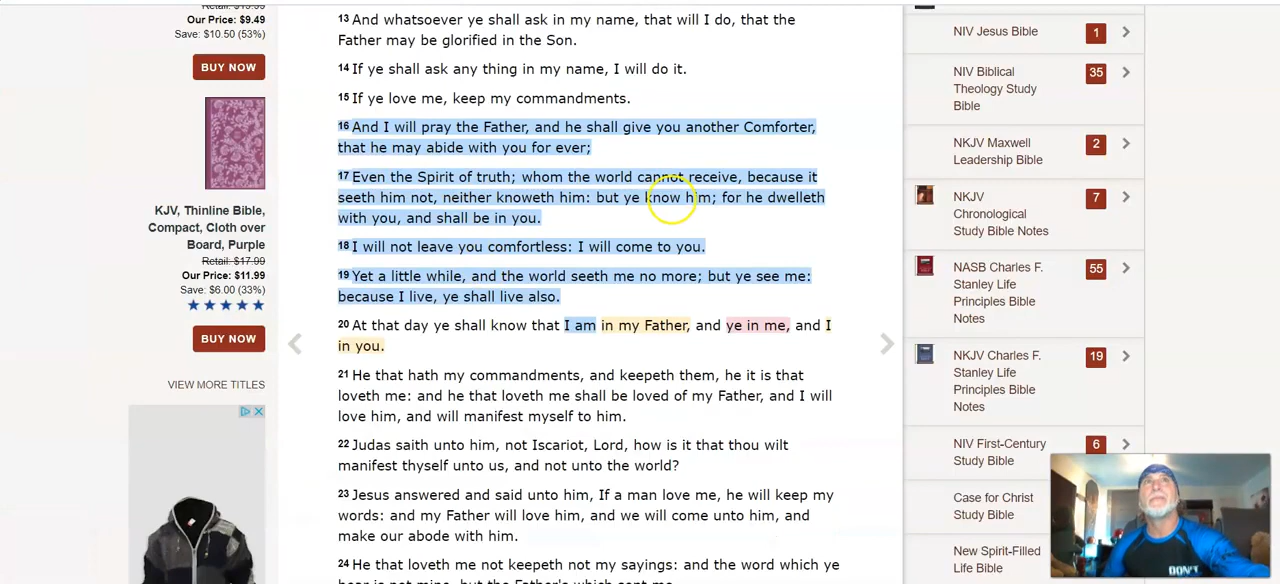 Retail: $19.99
Our Price: $9.49
Save: $10.50 (53%)
BUY NOW
KJV, Thinline Bible,
Compact, Cloth over
Board, Purple
Retail: $17.99
Our Price: $11.99
Save: $6.00 (33%)
BUY NOW
VIEW MORE TITLES
13 And whatsoever ye shall ask in my name, that will I do, that the
Father may be glorified in the Son.
14 If ye shall ask any thing in my name, I will do it.
15 If ye love me, keep my commandments.
16 And I will pray the Father, and he shall give you another Comforter,
that he may abide with you for ever;
17 Even the Spirit of truth; whom the world cannot receive, because it
seeth him not, neither knoweth him: but ye know him; for he dwelleth
with you, and shall be in you.
18 I will not leave you comfortless: I will come to you.
19 Yet a little while, and the world seeth me no more; but ye see me:
because I live, ye shall live also.
20 At that day ye shall know that I am in my Father, and ye in me, and I
in you.
21 He that hath my commandments, and keepeth them, he it is that
loveth me: and he that loveth me shall be loved of my Father, and I will
love him, and will manifest myself to him.
22 Judas saith unto him, not Iscariot, Lord, how is it that thou wilt
manifest thyself unto us, and not unto the world?
23 Jesus answered and said unto him, If a man love me, he will keep my
words: and my Father will love him, and we will come unto him, and
make our abode with him.
24 He that loveth me not keepeth not my sayings: and the word which ye
hear is not mine, but the Father's which sent me.
NIV Jesus Bible
1
NIV Biblical
Theology Study
Bible
35
NKJV Maxwell
Leadership Bible
2
NKJV
Chronological
Study Bible Notes
7
NASB Charles F.
Stanley Life
Principles Bible
Notes
55
NKJV Charles F.
Stanley Life
Principles Bible
Notes
19
NIV First-Century
Study Bible
6
Case for Christ
Study Bible
New Spirit-Filled
Life Bible
DON'T